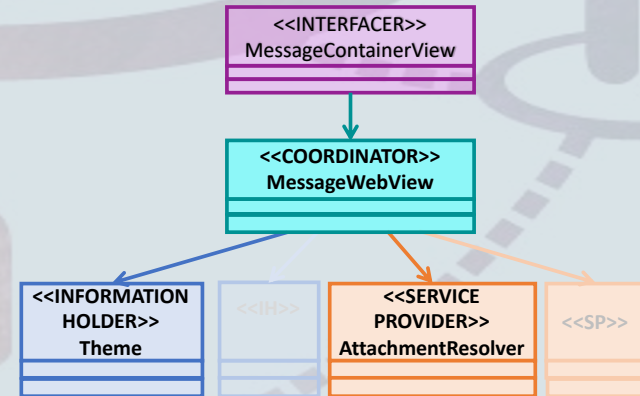 <<INTERFACER>>
MessageContainerView
<<COORDINATOR>>
MessageWebView
<<INFORMATION
HOLDER>>
Theme
<<IH>>
<<SERVICE
PROVIDER>>
AttachmentResolver
<<SP>>